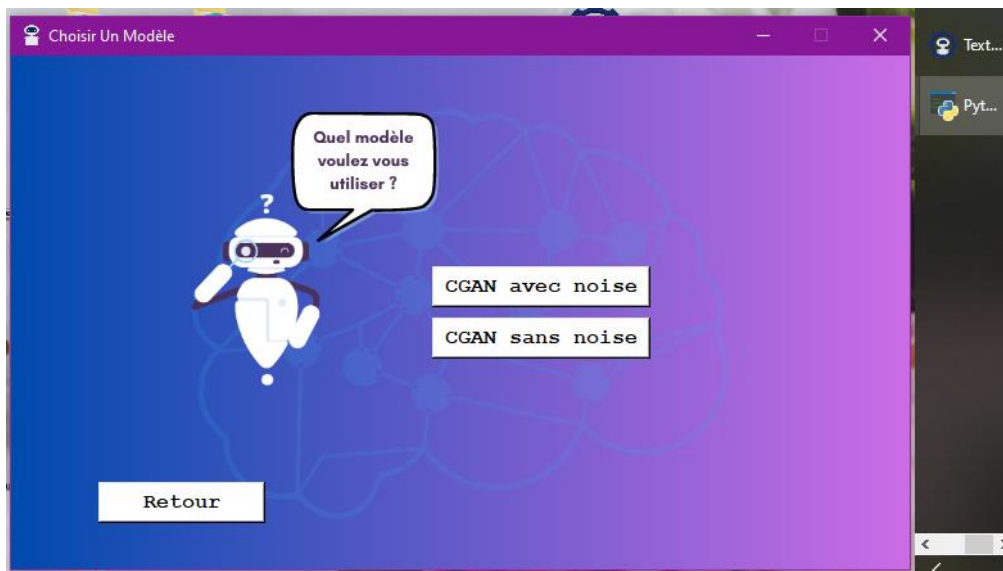 Choisir Un Modèle
Text...
Pyt...
Quel modèle
voulez vous
utiliser ?
?
CGAN avec noise
CGAN sans noise
Retour